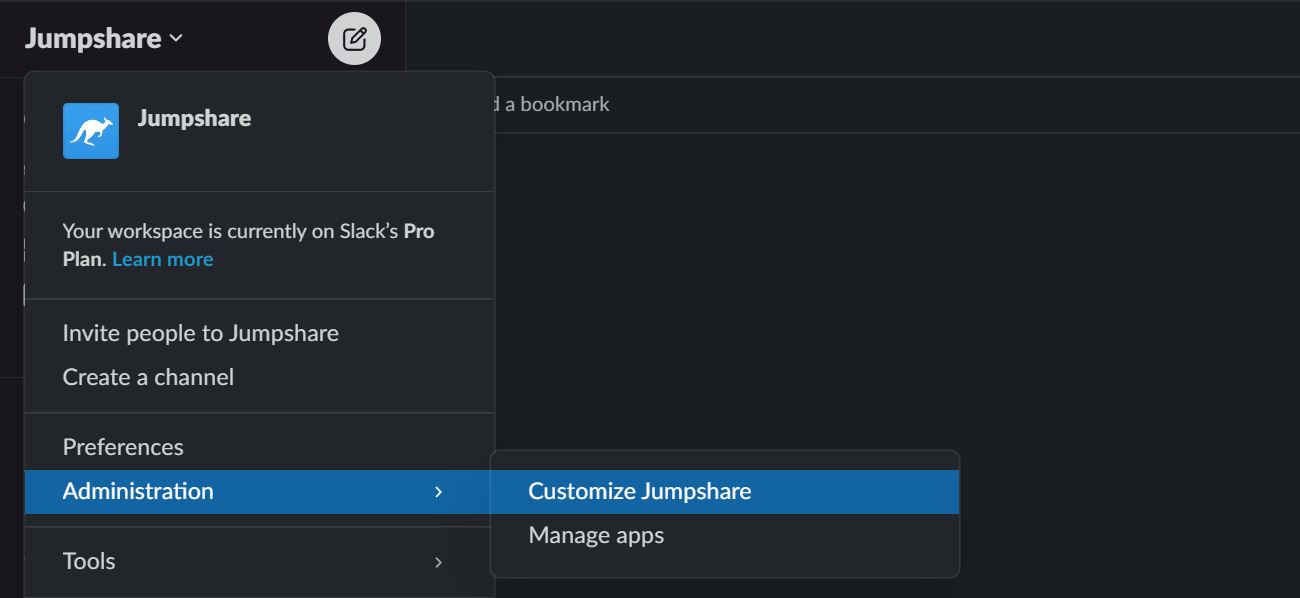 Jumpshare
d a bookmark
Jumpshare
Your workspace is currently on Slack’s Pro
Plan. Learn more
Invite people to Jumpshare
Create a channel
Preferences
Administration
Customize Jumpshare
Manage apps
Tools